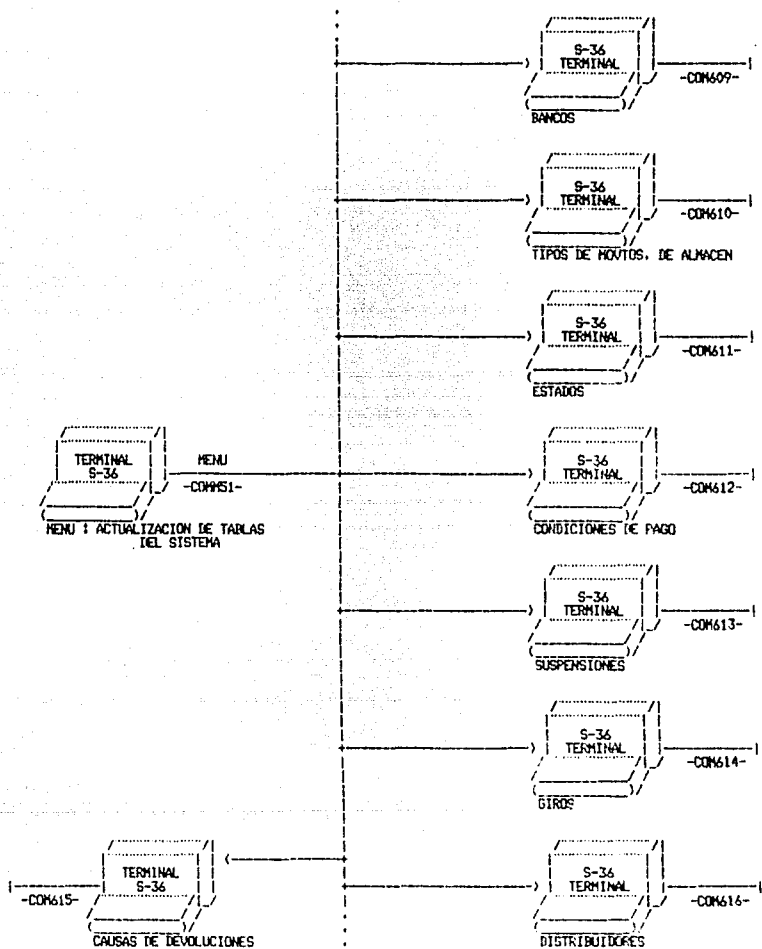 S-36
TERMINAL
-COM609-
BANCOS
S-36
TERMINAL
-COM610-
TIPOS DE MOVTOS. DE ALMACEN
S-36
TERMINAL
-COM611-
ESTADOS
TERMINAL
S-36
MENU
-COMM51-
MENU : ACTUALIZACION DE TABLAS
DEL SISTEMA
S-36
TERMINAL
-COM612-
CONDICIONES DE PAGO
S-36
TERMINAL
-COM613-
SUSPENSIONES
S-36
TERMINAL
-COM614-
GIROS
TERMINAL
S-36
-COM615-
CAUSAS DE DEVOLUCIONES
S-36
TERMINAL
-COM616-
DISTRIBUIDORES